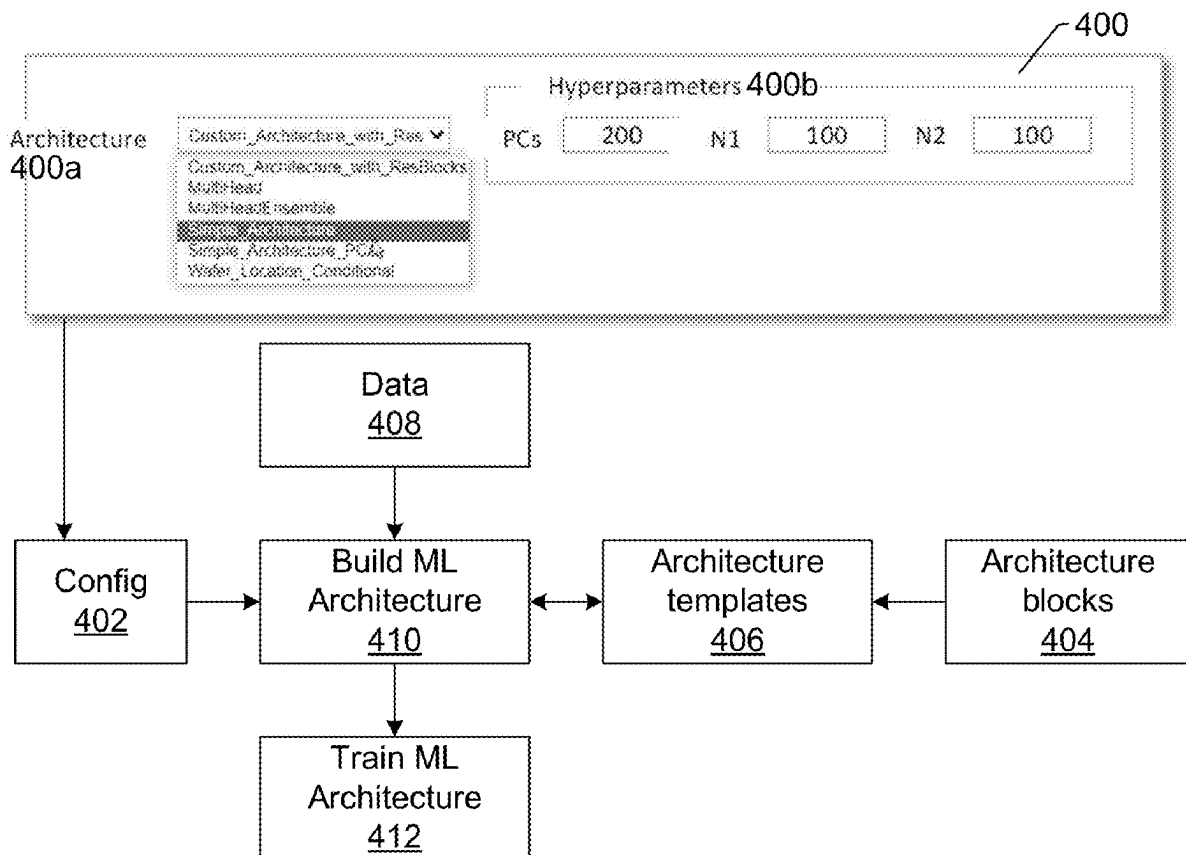 400
Hyperparameters 400b
Architecture
400a
Custom_Architecture_with_Res
PCs 200 N1 100 N2 100
Custom_Architecture_with_ResBlocks
MultiHead
MultiHeadEnsemble
Simple_Architecture
Wafer_Location_Conditional
Data
408
Config
402
Build ML
Architecture
410
Architecture
templates
406
Architecture
blocks
404
Train ML
Architecture
412